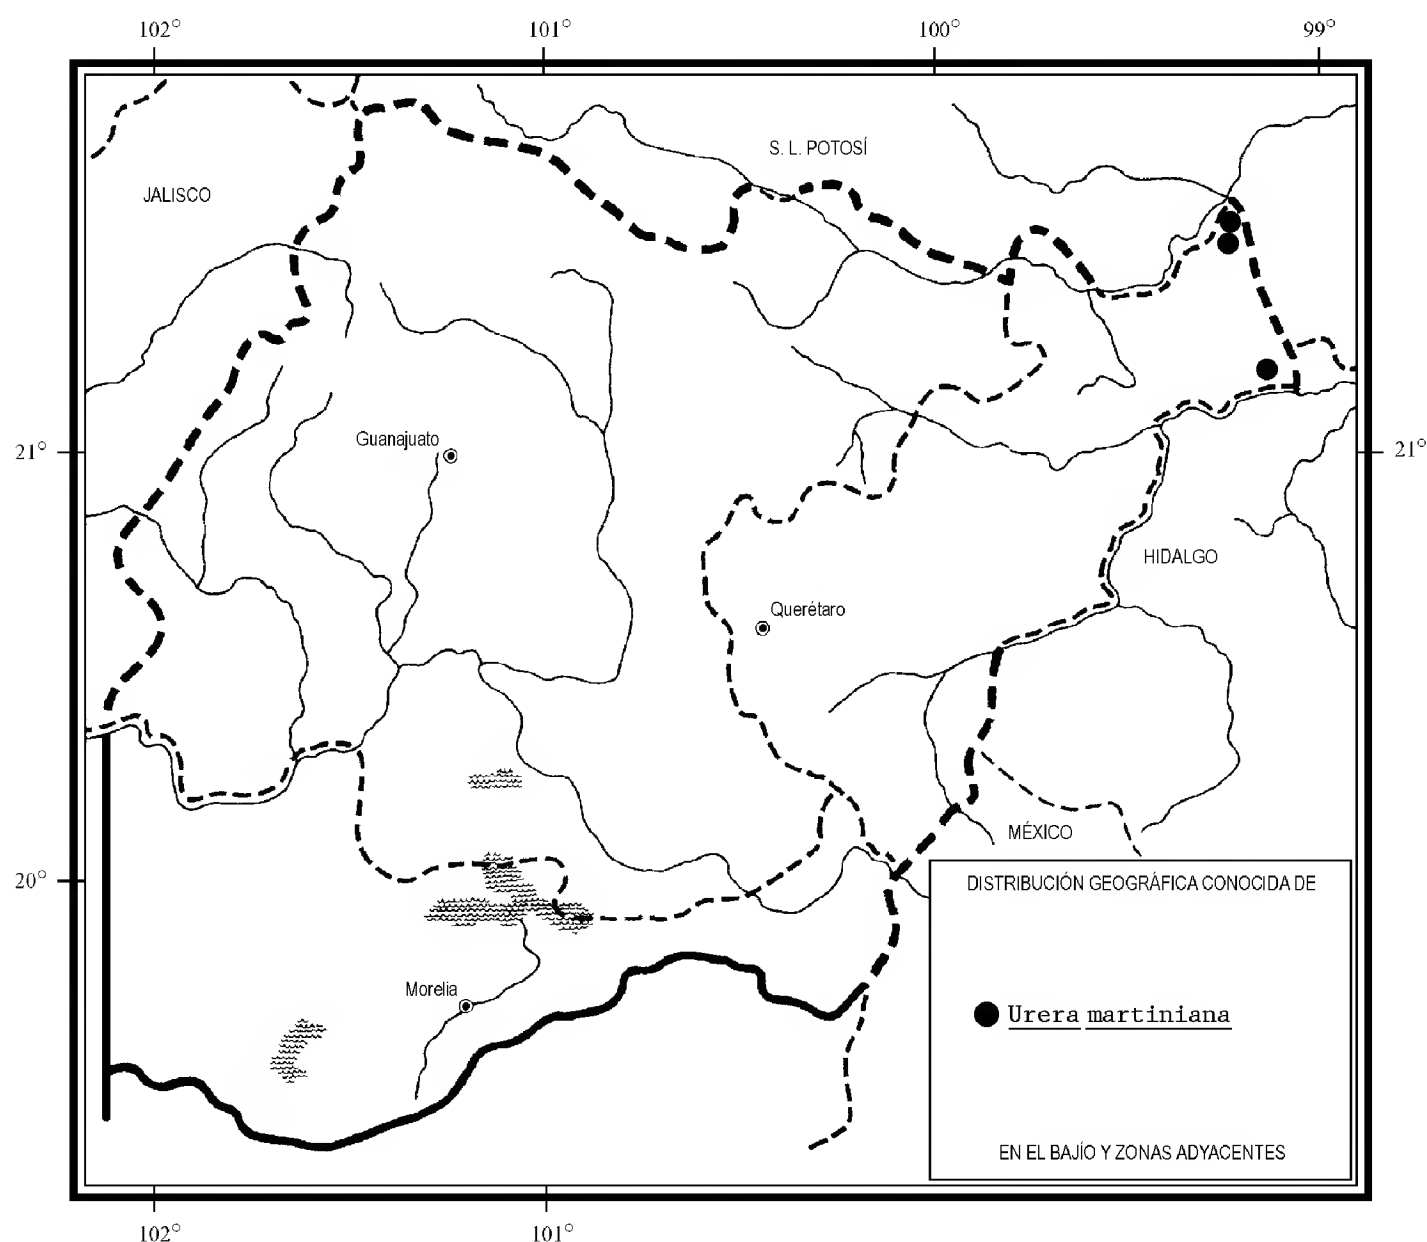 102° 101° 100° 99°
S. L. POTOSÍ
JALISCO
Guanajuato
21° 21°
HIDALGO
Querétaro
MÉXICO
20°
DISTRIBUCIÓN GEOGRÁFICA CONOCIDA DE
Morelia
Urera martiniana
EN EL BAJÍO Y ZONAS ADYACENTES
102° 101°